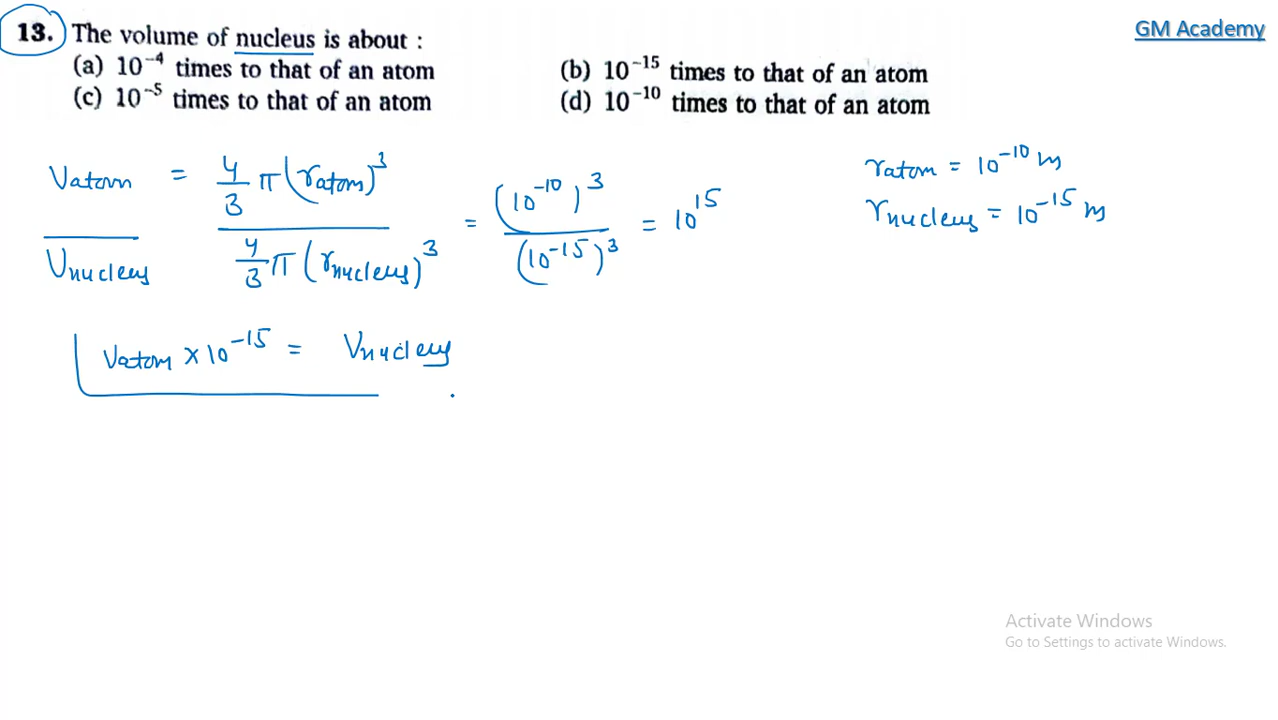 13. The volume of nucleus is about :
GM Academy
(a) 10⁻⁴ times to that of an atom
(b) 10⁻¹⁵ times to that of an atom
(c) 10⁻⁵ times to that of an atom
(d) 10⁻¹⁰ times to that of an atom
Vatom / Vnucleus = 4/3 π (ratom)³ / 4/3 π (rnucleus)³ = (10⁻¹⁰)³ / (10⁻¹⁵)³ = 10¹⁵
ratom = 10⁻¹⁰ m
rnucleus = 10⁻¹⁵ m
Vatom × 10⁻¹⁵ = Vnucleus
Activate Windows
Go to Settings to activate Windows.